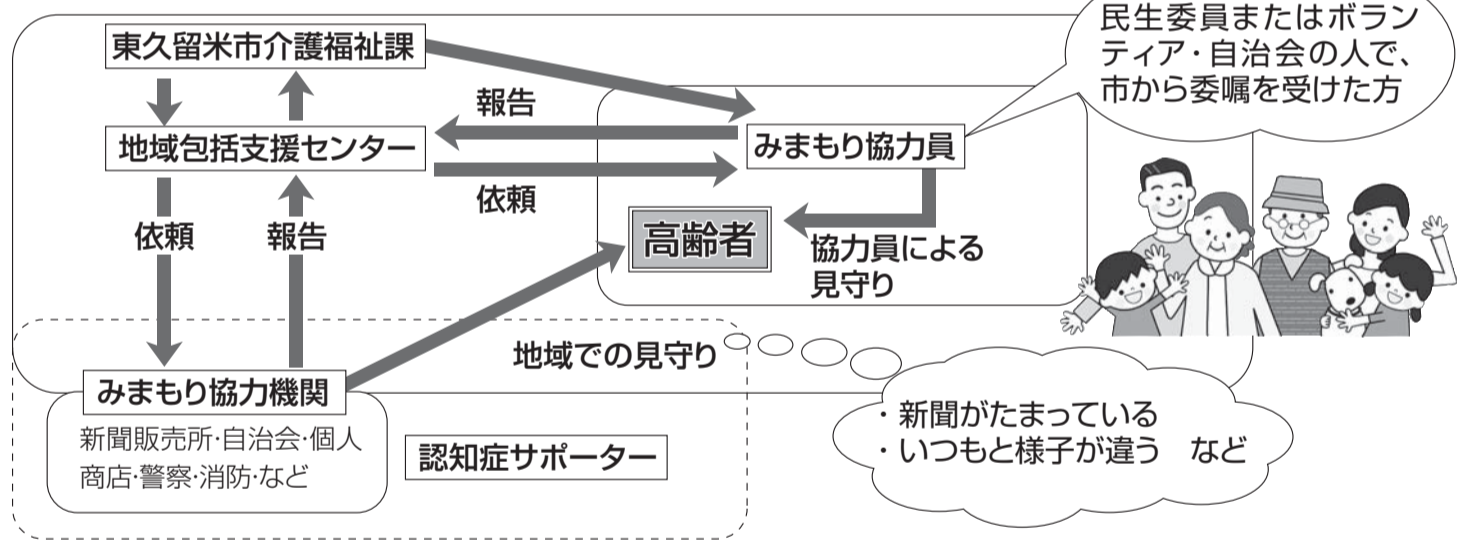 民生委員またはボラン
ティア・自治会の人で、
市から委嘱を受けた方
東久留米市介護福祉課
報告
地域包括支援センター
みまもり協力員
依頼
依頼
報告
高齢者
協力員による
見守り
地域での見守り
みまもり協力機関
新聞販売所・自治会・個人
商店・警察・消防・など
認知症サポーター
・新聞がたまっている
・いつもと様子が違う　など